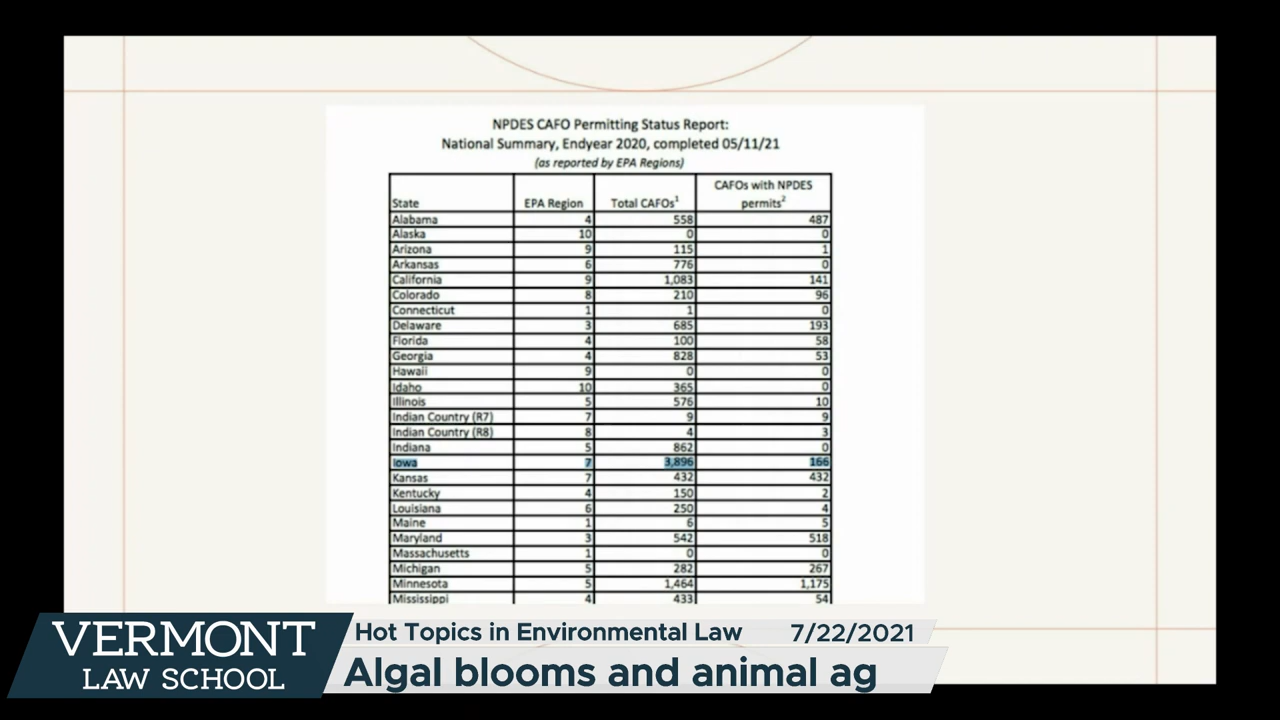 NPDES CAFO Permitting Status Report:
National Summary, Endyear 2020, completed 05/11/21
(as reported by EPA Regions)
State EPA Region Total CAFOs¹ CAFOs with NPDES permits²
Alabama 4 558 487
Alaska 10 0 0
Arizona 9 115 1
Arkansas 6 776 0
California 9 1,083 141
Colorado 8 210 96
Connecticut 1 1 0
Delaware 3 685 193
Florida 4 100 58
Georgia 4 828 53
Hawaii 9 0 0
Idaho 10 365 0
Illinois 5 576 10
Indian Country (R7) 7 9 9
Indian Country (R8) 8 4 3
Indiana 5 862 0
Iowa 7 3,896 166
Kansas 7 432 432
Kentucky 4 150 2
Louisiana 6 250 4
Maine 1 6 5
Maryland 3 542 518
Massachusetts 1 0 0
Michigan 5 282 267
Minnesota 5 1,464 1,175
Mississippi 4 433 54
VERMONT
LAW SCHOOL
Hot Topics in Environmental Law 7/22/2021
Algal blooms and animal ag